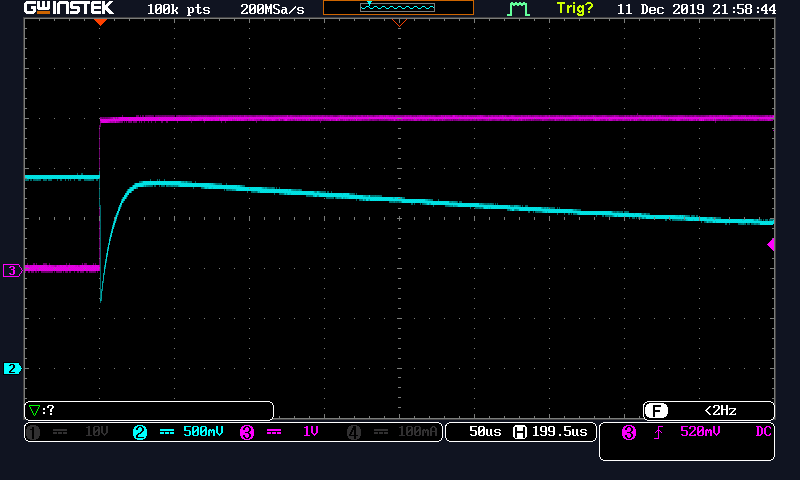 GWINSTEK 100k pts 200MSa/s Trig? 11 Dec 2019 21:58:44
3
2
▽:? F <2Hz
1 10V 2 500mV 3 1V 4 100mA 50us H 199.5us 3 520mV DC